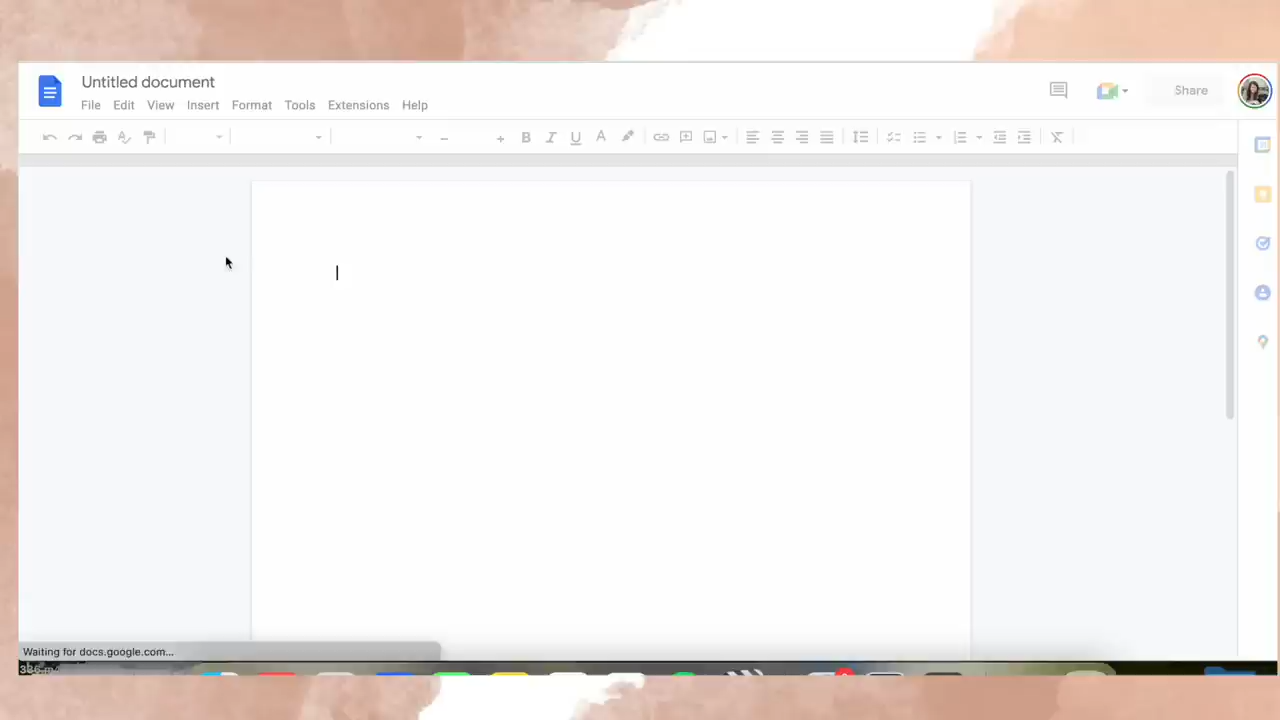 Untitled document
File Edit View Insert Format Tools Extensions Help
Share
Waiting for docs.google.com...